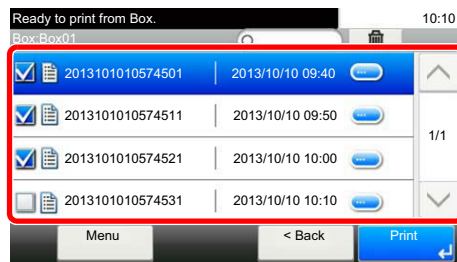 Ready to print from Box. 10:10
Box:Box01
2013101010574501 2013/10/10 09:40
2013101010574511 2013/10/10 09:50
2013101010574521 2013/10/10 10:00
1/1
2013101010574531 2013/10/10 10:10
Menu < Back Print